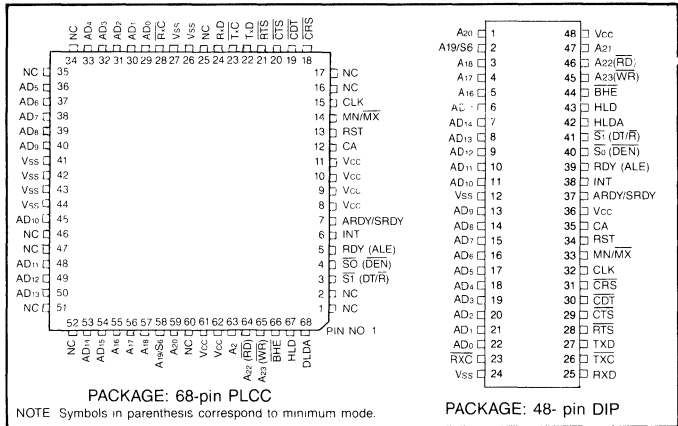 NC AD4 AD3 AD2 AD1 AD0 RxC VSS VSS NC RxD TxC TxD RTS CTS CDT CRS
34 33 32 31 30 29 28 27 26 25 24 23 22 21 20 19 18
NC 35
AD5 36
AD6 37
AD7 38
AD8 39
AD9 40
VSS 41
VSS 42
VSS 43
VSS 44
AD10 45
NC 46
NC 47
AD11 48
AD12 49
AD13 50
NC 51
17 NC
16 NC
15 CLK
14 MN/MX
13 RST
12 CA
11 VCC
10 VCC
9 VCC
8 VCC
7 ARDY/SRDY
6 INT
5 RDY (ALE)
4 S0 (DEN)
3 S1 (DT/R)
2 NC
1 NC
PIN NO 1
52 53 54 55 56 57 58 59 60 61 62 63 64 65 66 67 68
NC AD14 AD15 A16 A17 A18 A19/S6 A20 NC VCC VCC A2 A22 (RD) A23 (WR) BHE HLD DLDA
PACKAGE: 68-pin PLCC
NOTE Symbols in parenthesis correspond to minimum mode.
A20 1 48 VCC
A19/S6 2 47 A21
A18 3 46 A22(RD)
A17 4 45 A23(WR)
A16 5 44 BHE
6 43 HLD
AD14 7 42 HLDA
AD13 8 41 S1 (DT/R)
AD12 9 40 S0 (DEN)
AD11 10 39 RDY (ALE)
AD10 11 38 INT
VSS 12 37 ARDY/SRDY
AD9 13 36 VCC
AD8 14 35 CA
AD7 15 34 RST
AD6 16 33 MN/MX
AD5 17 32 CLK
AD4 18 31 CRS
AD3 19 30 CDT
AD2 20 29 CTS
AD1 21 28 RTS
AD0 22 27 TXD
RXC 23 26 TXC
VSS 24 25 RXD
PACKAGE: 48- pin DIP